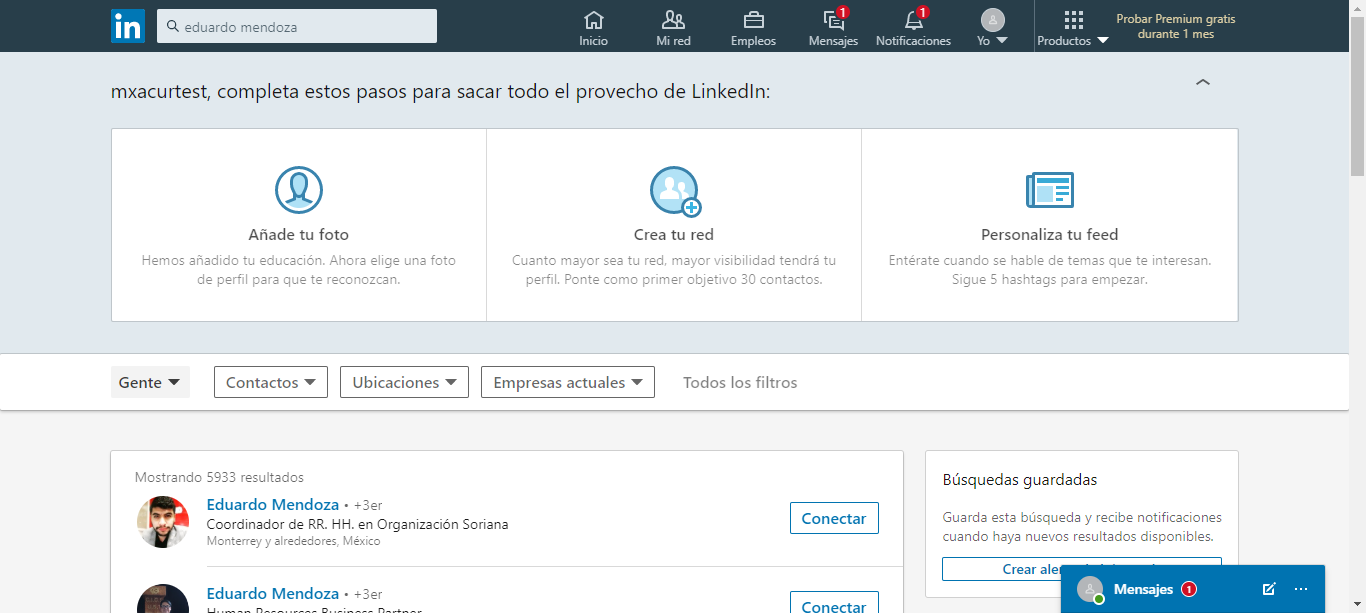 in
eduardo mendoza
Inicio
Mi red
Empleos
1
Mensajes
1
Notificaciones
Yo
Productos
Probar Premium gratis
durante 1 mes
mxacurtest, completa estos pasos para sacar todo el provecho de LinkedIn:
Añade tu foto
Hemos añadido tu educación. Ahora elige una foto
de perfil para que te reconozcan.
Crea tu red
Cuanto mayor sea tu red, mayor visibilidad tendrá tu
perfil. Ponte como primer objetivo 30 contactos.
Personaliza tu feed
Entérate cuando se hable de temas que te interesan.
Sigue 5 hashtags para empezar.
Gente
Contactos
Ubicaciones
Empresas actuales
Todos los filtros
Mostrando 5933 resultados
Eduardo Mendoza • +3er
Coordinador de RR. HH. en Organización Soriana
Monterrey y alrededores, México
Conectar
Eduardo Mendoza • +3er
Human Resources Business Partner
Conectar
Búsquedas guardadas
Guarda esta búsqueda y recibe notificaciones
cuando haya nuevos resultados disponibles.
Crear
Mensajes 1